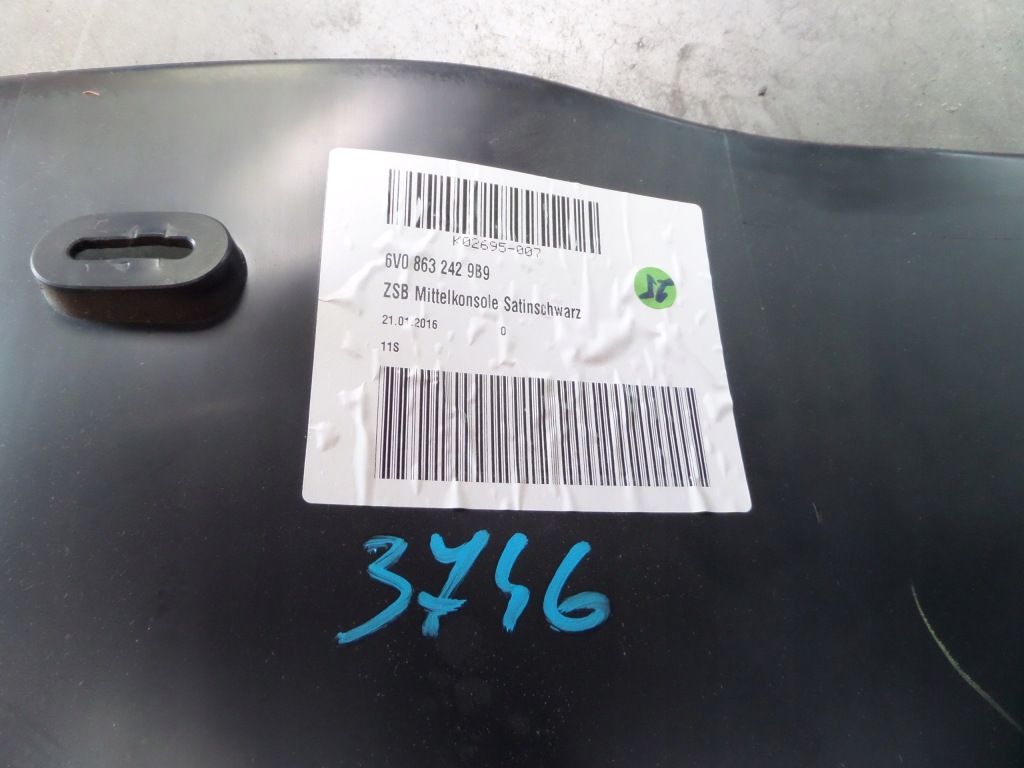 K02695-007
6V0 863 242 9B9
ZSB Mittelkonsole Satinschwarz
21.01.2016 0
11S
3746